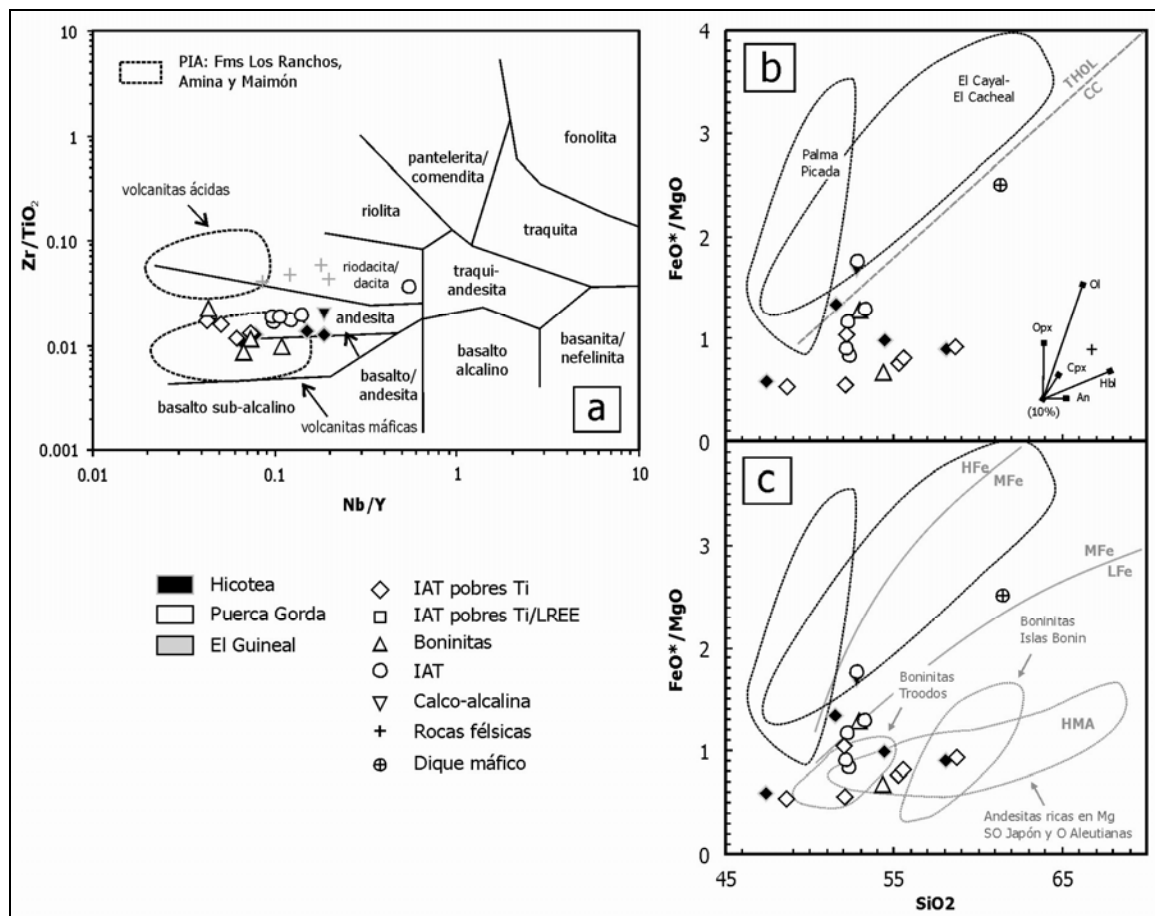 10
1
0.10
0.01
0.001
Zr/TiO2
0.01
0.1
1
10
Nb/Y
PIA: Fms Los Ranchos,
Amina y Maimón
volcanitas ácidas
pantelerita/
comendita
fonolita
riolita
traquita
riodacita/
dacita
traqui-
andesita
andesita
basalto/
andesita
basalto
alcalino
basanita/
nefelinita
basalto sub-alcalino
volcanitas máficas
a
4
3
2
1
0
FeO*/MgO
b
THOL
CC
El Cayal-
El Cacheal
Palma
Picada
Ol
Opx
Cpx
Hbl
An
(10%)
c
HFe
MFe
MFe
LFe
Boninitas
Islas Bonin
Boninitas
Troodos
HMA
Andesitas ricas en Mg
SO Japón y O Aleutianas
3
2
1
0
FeO*/MgO
45
55
65
SiO2
Hicotea
Puerca Gorda
El Guineal
IAT pobres Ti
IAT pobres Ti/LREE
Boninitas
IAT
Calco-alcalina
Rocas félsicas
Dique máfico